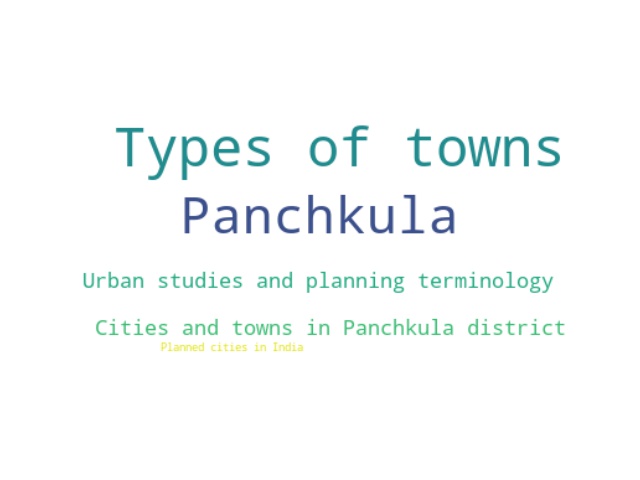 Types of towns
Panchkula
Urban studies and planning terminology
Cities and towns in Panchkula district
Planned cities in India